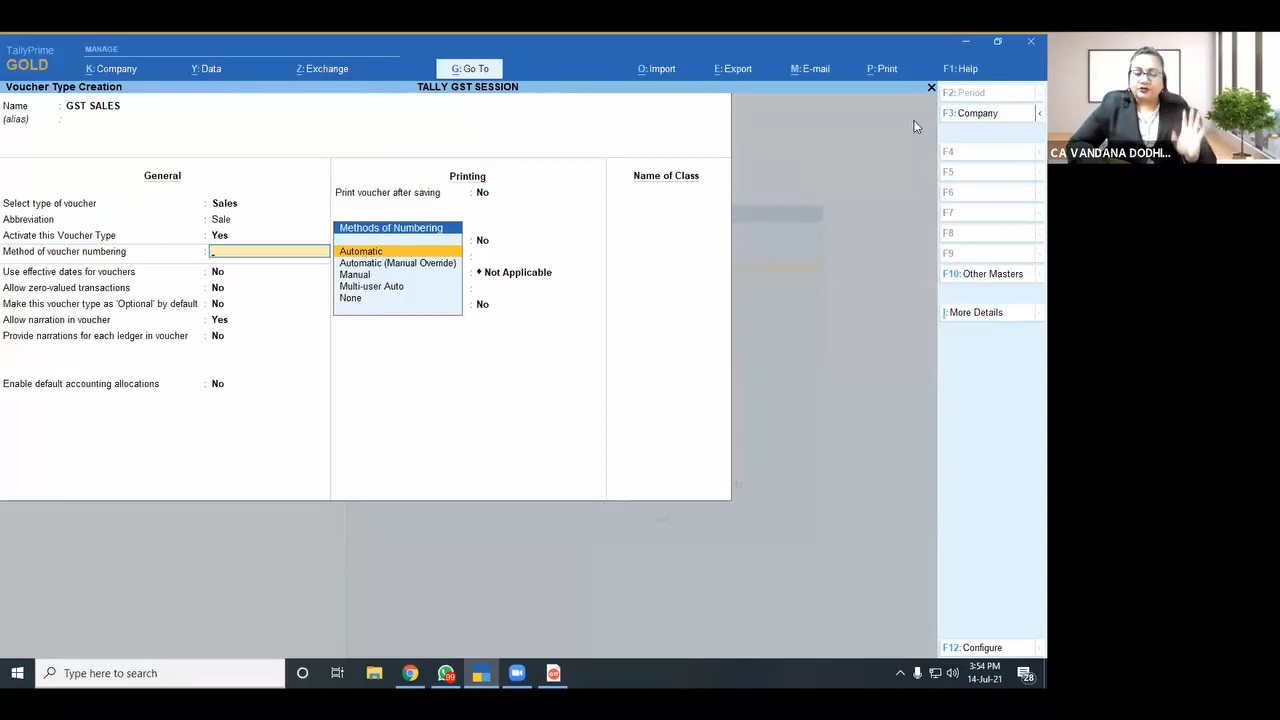 TallyPrime
GOLD
MANAGE
K: Company
Y: Data
Z: Exchange
G: Go To
O: Import
E: Export
M: E-mail
P: Print
F1: Help
Voucher Type Creation
TALLY GST SESSION
Name : GST SALES
(alias) :
General
Printing
Name of Class
Select type of voucher : Sales
Abbreviation : Sale
Activate this Voucher Type : Yes
Method of voucher numbering :
Use effective dates for vouchers : No
Allow zero-valued transactions : No
Make this voucher type as 'Optional' by default : No
Allow narration in voucher : Yes
Provide narrations for each ledger in voucher : No
Enable default accounting allocations : No
Print voucher after saving : No
Methods of Numbering
Automatic
Automatic (Manual Override)
Manual
Multi-user Auto
None
: No
:
: ♦ Not Applicable
:
: No
F2: Period
F3: Company
F4
F5
F6
F7
F8
F9
F10: Other Masters
I: More Details
F12: Configure
CA VANDANA DODHI...
Type here to search
99
3:54 PM
14-Jul-21
28